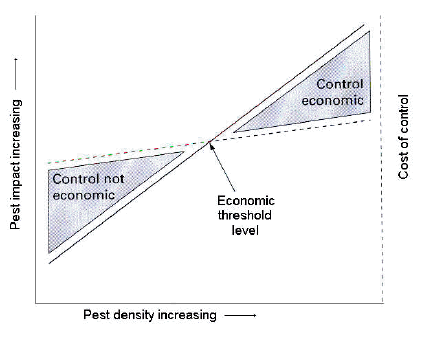 Pest impact increasing
Control
economic
Cost of control
Control not
economic
Economic
threshold
level
Pest density increasing